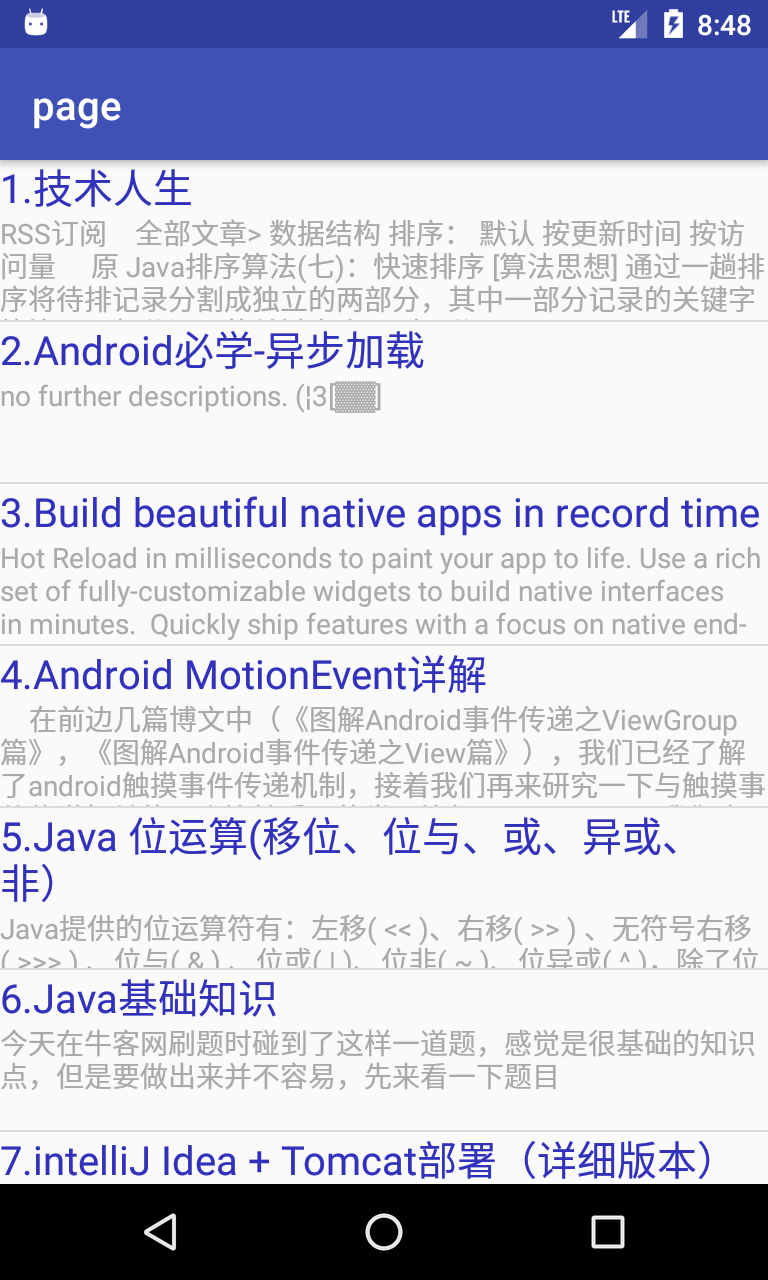 LTE 8:48
page
1.技术人生
RSS订阅 全部文章> 数据结构 排序： 默认 按更新时间 按访
问量 原 Java排序算法(七)：快速排序 [算法思想] 通过一趟排
序将待排记录分割成独立的两部分，其中一部分记录的关键字
2.Android必学-异步加载
no further descriptions. (¦3[▓▓]
3.Build beautiful native apps in record time
Hot Reload in milliseconds to paint your app to life. Use a rich
set of fully-customizable widgets to build native interfaces
in minutes. Quickly ship features with a focus on native end-
4.Android MotionEvent详解
在前边几篇博文中（《图解Android事件传递之ViewGroup
篇》，《图解Android事件传递之View篇》），我们已经了解
了android触摸事件传递机制，接着我们再来研究一下与触摸事
5.Java 位运算(移位、位与、或、异或、
非）
Java提供的位运算符有：左移( << )、右移( >> ) 、无符号右移
( >>> ) 、位与( & ) 、位或( | )、位非( ~ )、位异或( ^ )，除了位
6.Java基础知识
今天在牛客网刷题时碰到了这样一道题，感觉是很基础的知识
点，但是要做出来并不容易，先来看一下题目
7.intelliJ Idea + Tomcat部署（详细版本）